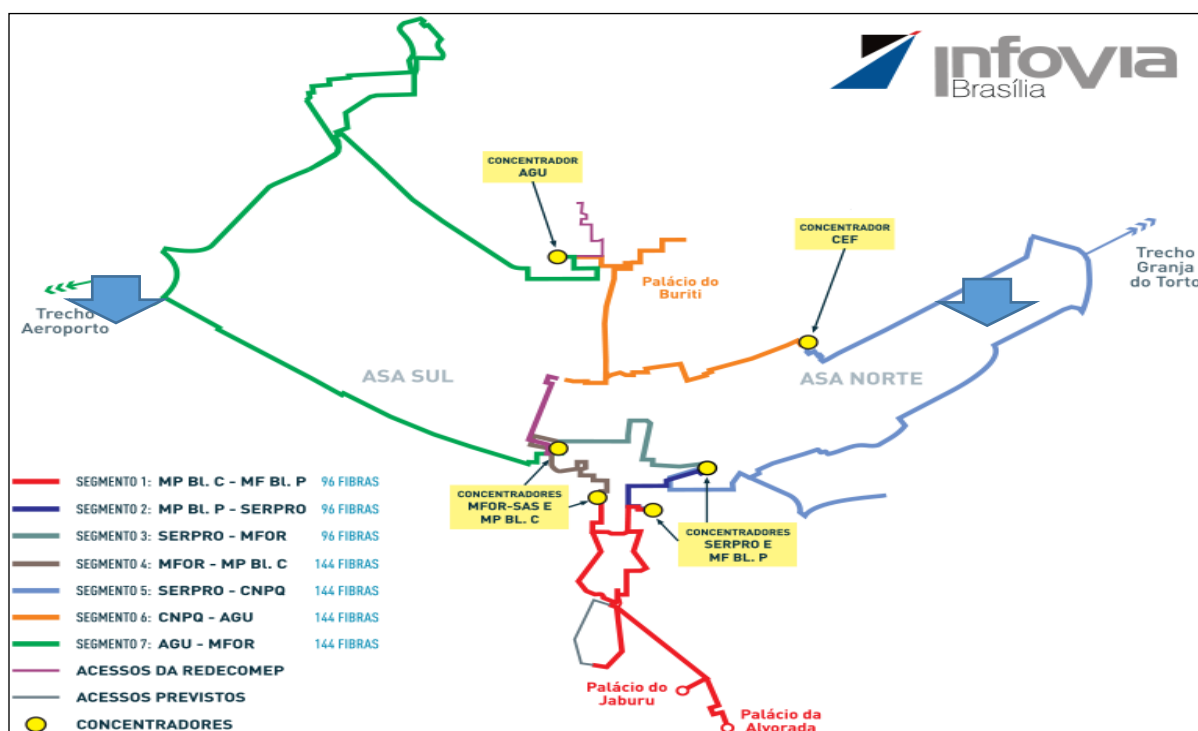 Infovia
Brasília
CONCENTRADOR
AGU
CONCENTRADOR
CEF
Palácio do
Buriti
Trecho
Granja
do Torto
Trecho
Aeroporto
ASA SUL
ASA NORTE
CONCENTRADORES
MFOR-SAS E
MP BL. C
CONCENTRADORES
SERPRO E
MF BL. P
SEGMENTO 1: MP Bl. C - MF Bl. P 96 FIBRAS
SEGMENTO 2: MP BL. P - SERPRO 96 FIBRAS
SEGMENTO 3: SERPRO - MFOR 96 FIBRAS
SEGMENTO 4: MFOR - MP Bl. C 144 FIBRAS
SEGMENTO 5: SERPRO - CNPQ 144 FIBRAS
SEGMENTO 6: CNPQ - AGU 144 FIBRAS
SEGMENTO 7: AGU - MFOR 144 FIBRAS
ACESSOS DA REDECOMEP
ACESSOS PREVISTOS
CONCENTRADORES
Palácio do
Jaburu
Palácio da
Alvorada